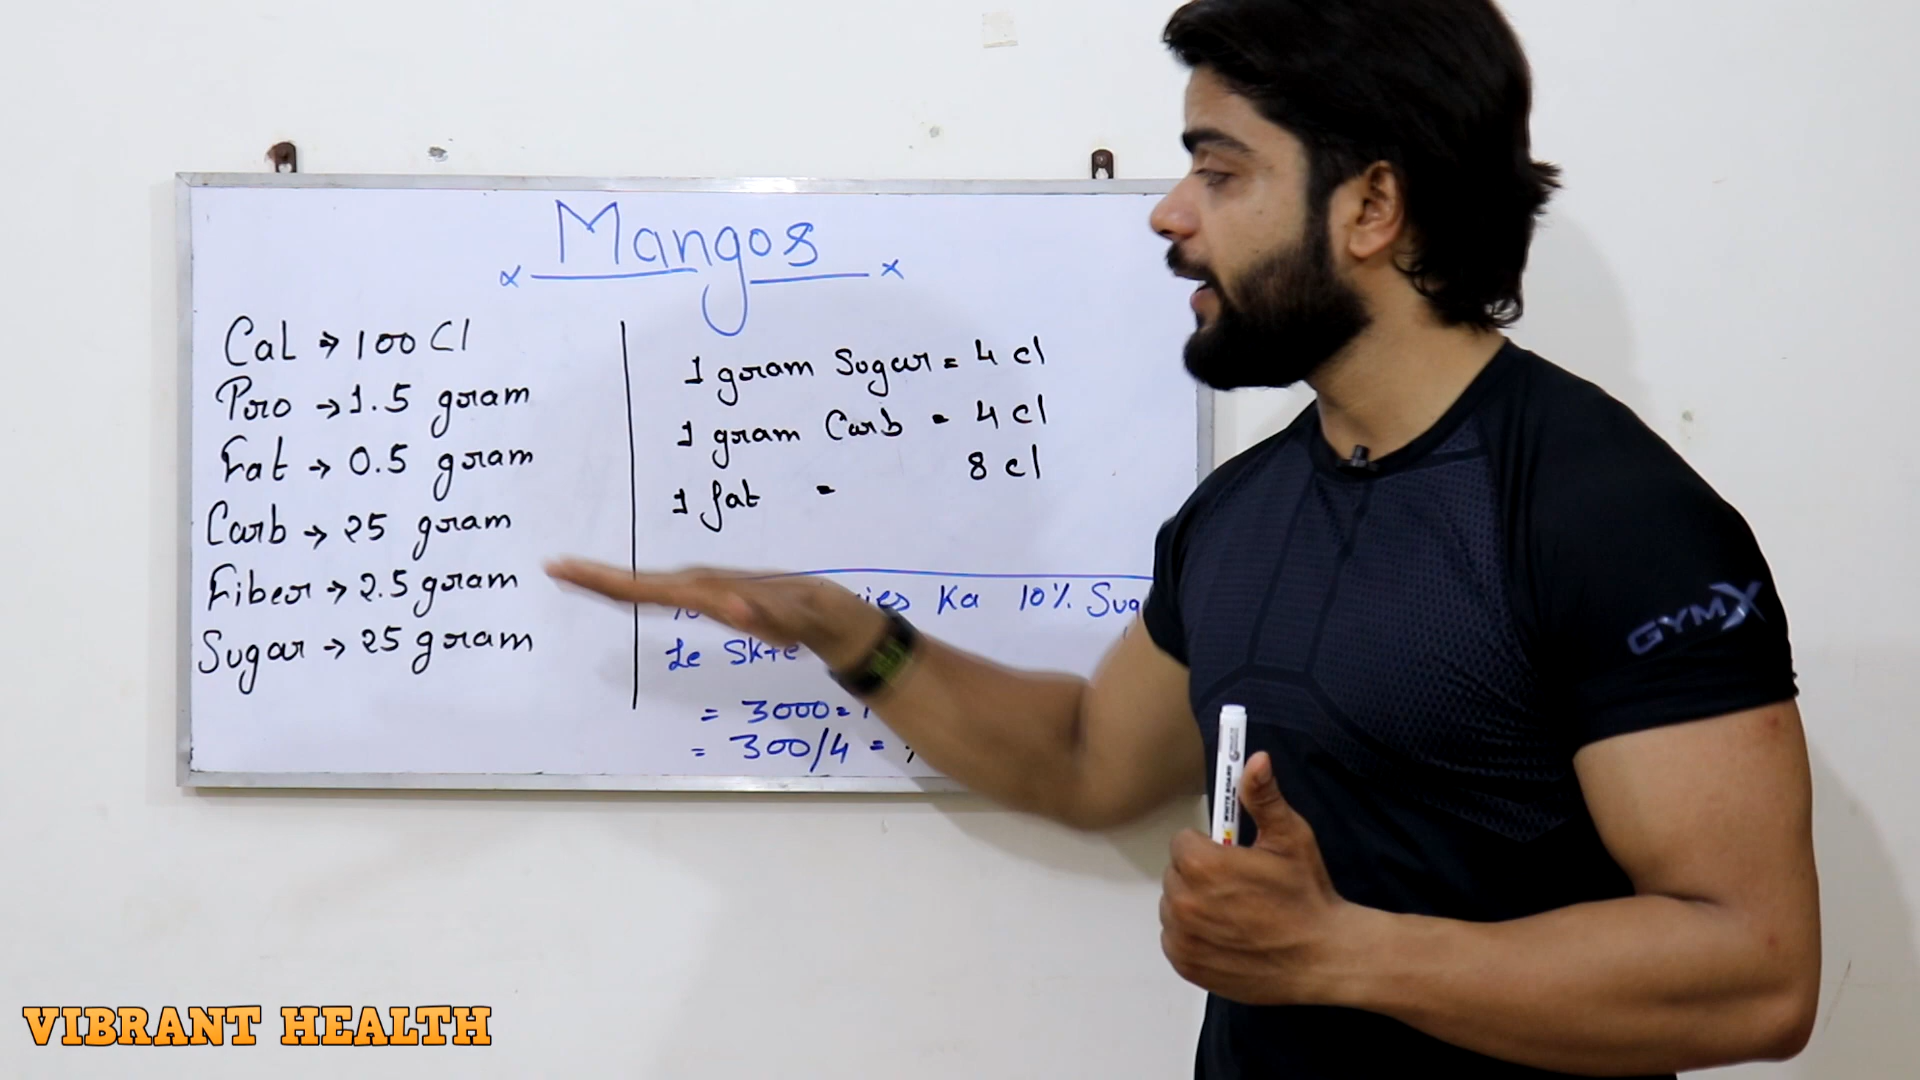 Mangos
Cal → 100 Cl
Pro → 1.5 gram
Fat → 0.5 gram
Carb → 25 gram
Fiber → 2.5 gram
Sugar → 25 gram
1 gram Sugar = 4 cl
1 gram Carb = 4 cl
1 fat = 8 cl
Ka 10% Sug
Le Skte
= 3000 =
= 300/4 =
GYMX
WHITE BOARD
VIBRANT HEALTH